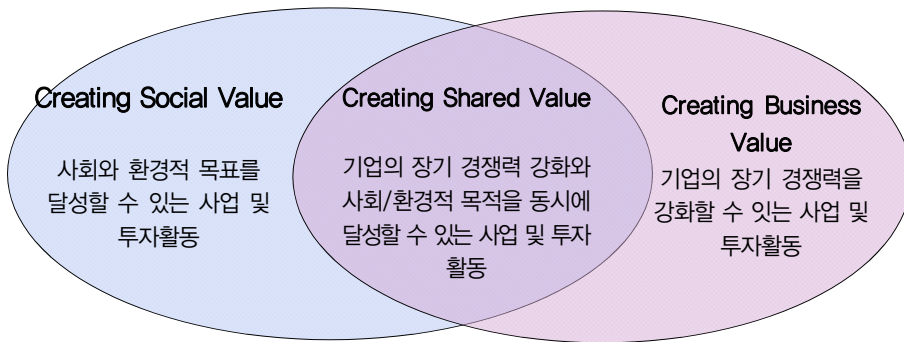 Creating Social Value
사회와 환경적 목표를
달성할 수 있는 사업 및
투자활동
Creating Shared Value
기업의 장기 경쟁력 강화와
사회/환경적 목적을 동시에
달성할 수 있는 사업 및 투자
활동
Creating Business
Value
기업의 장기 경쟁력을
강화할 수 잇는 사업 및
투자활동